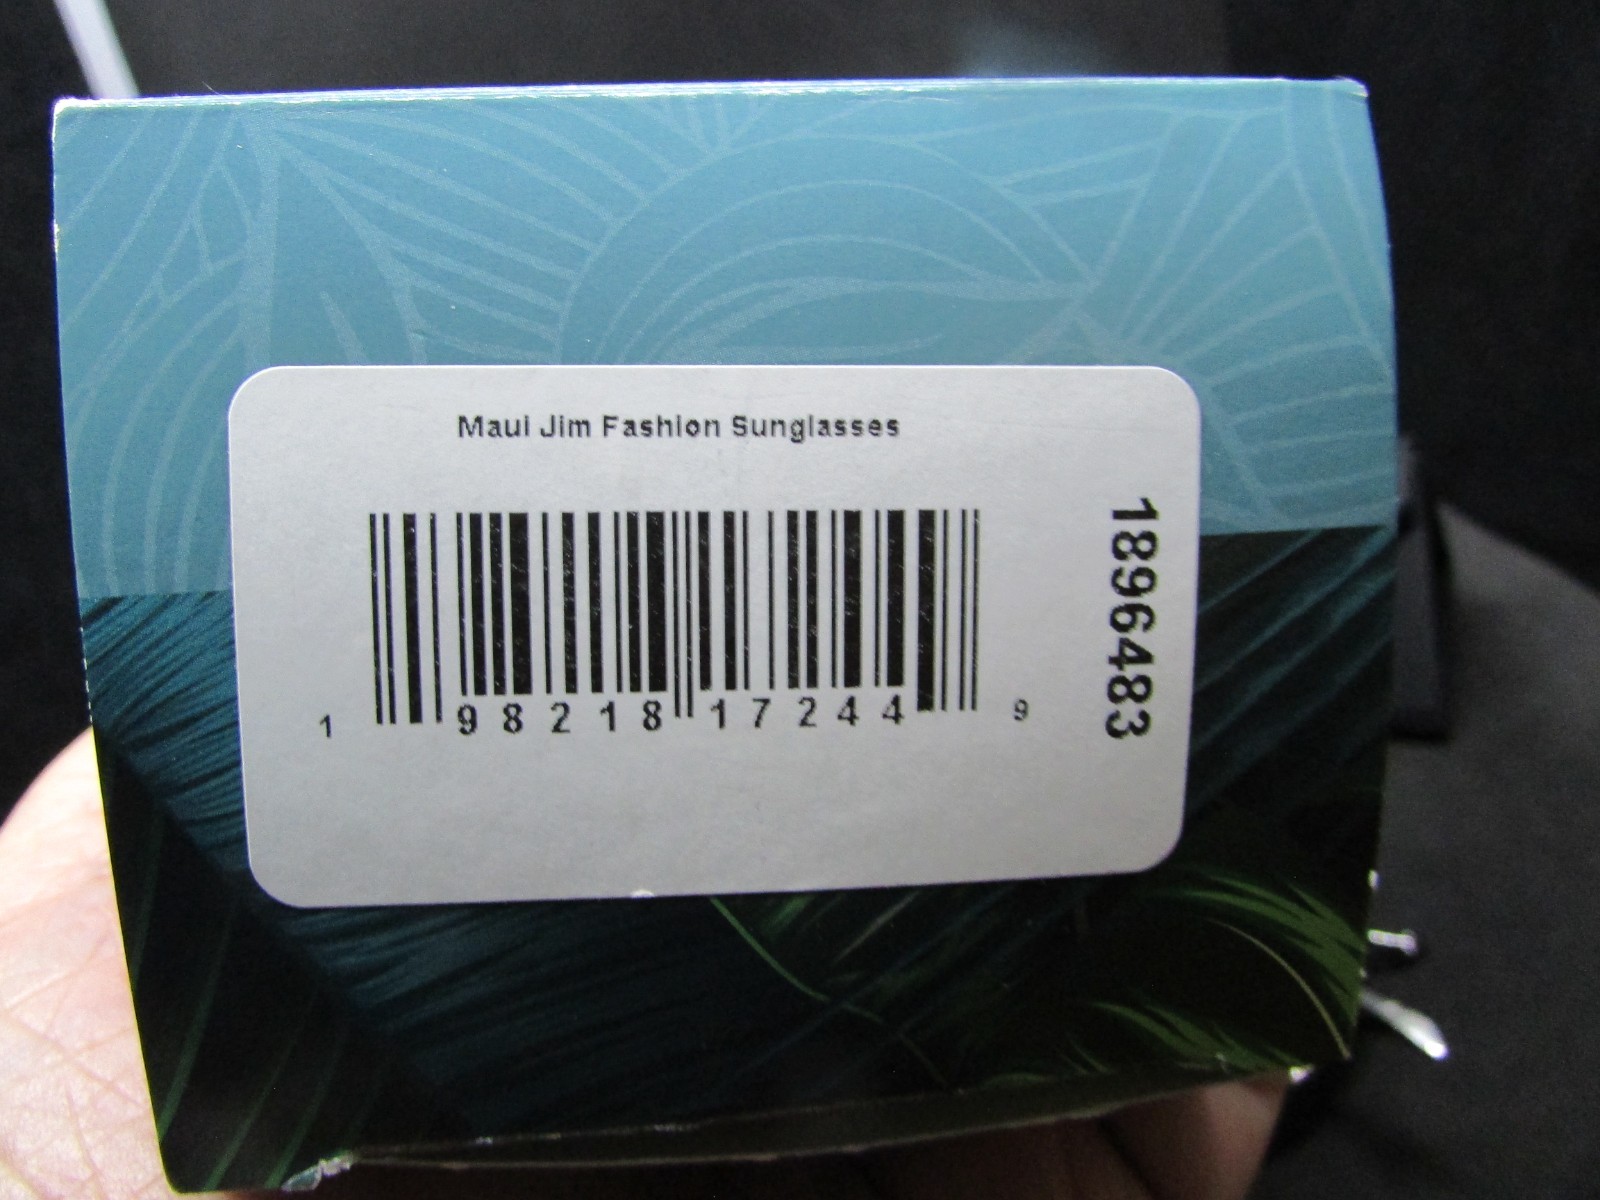 Maui Jim Fashion Sunglasses
1 98218 17244 9
1896483